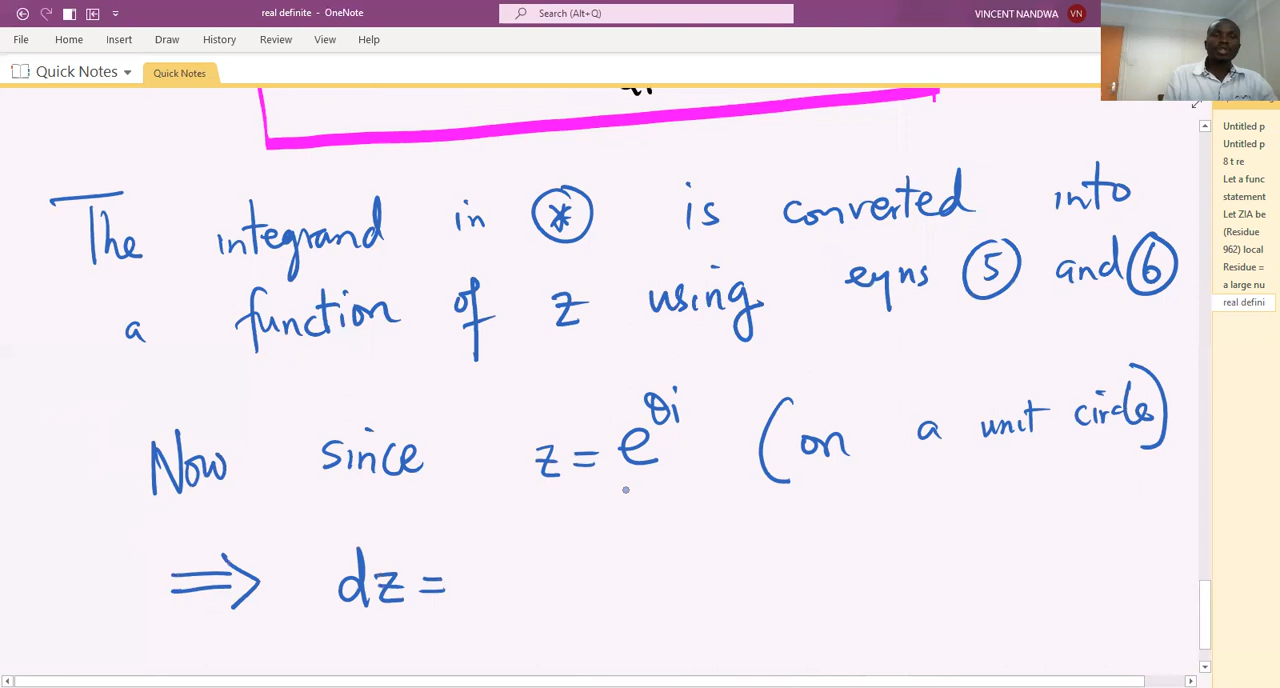 real definite - OneNote
Search (Alt+Q)
VINCENT NANDWA VN
File Home Insert Draw History Review View Help
Quick Notes
Quick Notes
The integrand in * is converted into
a function of z using eqns 5 and 6
Now since z = e^θi (on a unit circle)
⟹ dz =
Untitled p
Untitled p
8 t re
Let a func
statement
Let ZIA be
(Residue
962) local
Residue =
a large nu
real defini